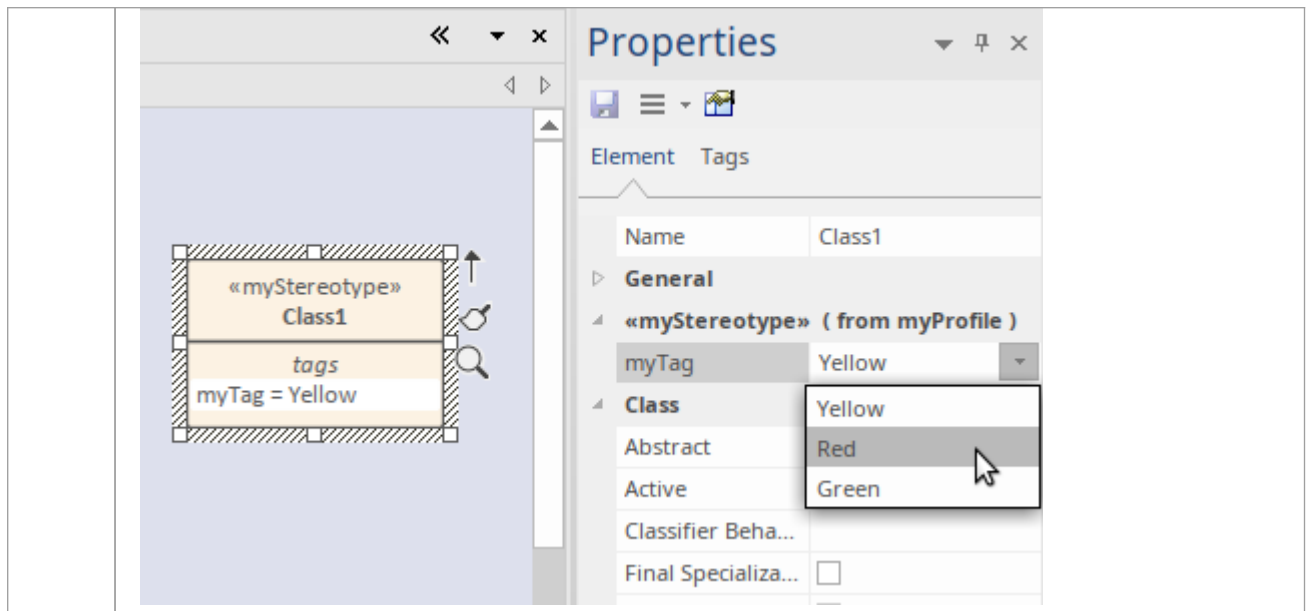 Properties
Element Tags
Name Class1
General
«myStereotype» ( from myProfile )
myTag Yellow
Class
Yellow
Abstract
Red
Active
Green
Classifier Beha...
Final Specializa...
«myStereotype»
Class1
tags
myTag = Yellow